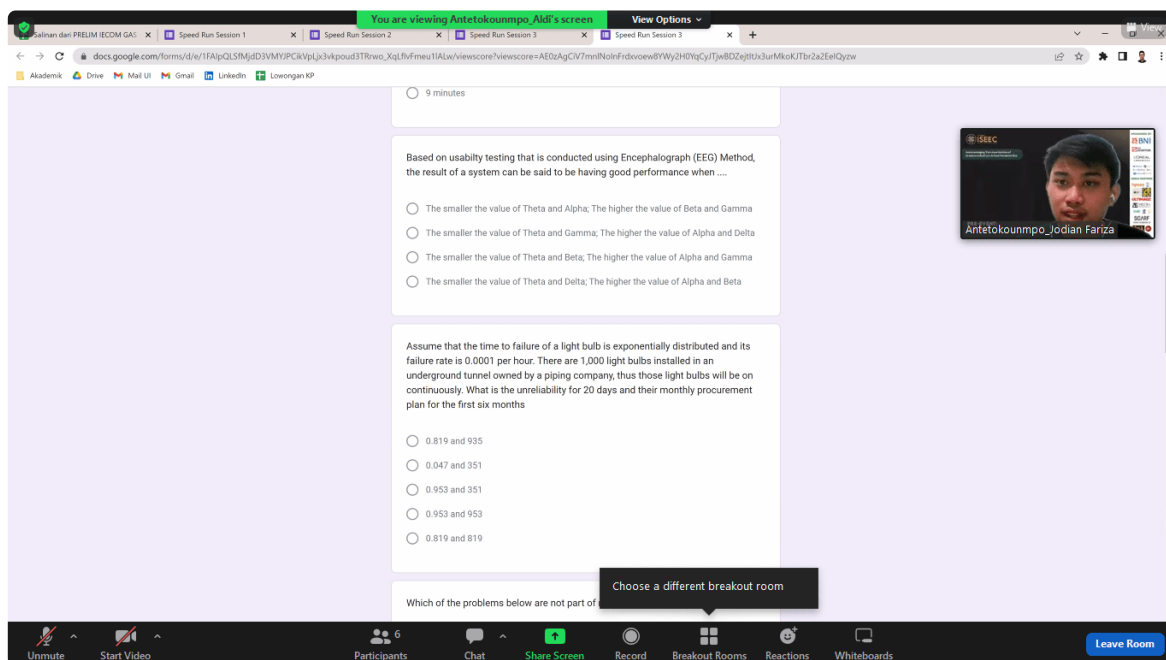 You are viewing Antetokounmpo_Aldi's screen
View Options
View
Salinan dari PRELIM IECOM GAS
Speed Run Session 1
Speed Run Session 2
Speed Run Session 3
Speed Run Session 3
Akademik
Drive
Mail UI
Gmail
LinkedIn
Lowongan KP
9 minutes
Based on usabilty testing that is conducted using Encephalograph (EEG) Method,
the result of a system can be said to be having good performance when ....
The smaller the value of Theta and Alpha; The higher the value of Beta and Gamma
The smaller the value of Theta and Gamma; The higher the value of Alpha and Delta
The smaller the value of Theta and Beta; The higher the value of Alpha and Gamma
The smaller the value of Theta and Delta; The higher the value of Alpha and Beta
ISEEC
BNI
Antetokounmpo_Jodian Fariza
Assume that the time to failure of a light bulb is exponentially distributed and its
failure rate is 0.0001 per hour. There are 1,000 light bulbs installed in an
underground tunnel owned by a piping company, thus those light bulbs will be on
continuously. What is the unreliability for 20 days and their monthly procurement
plan for the first six months
0.819 and 935
0.047 and 351
0.953 and 351
0.953 and 953
0.819 and 819
Which of the problems below are not part of
Choose a different breakout room
Unmute
Start Video
Participants
6
Chat
Share Screen
Record
Breakout Rooms
Reactions
Whiteboards
Leave Room